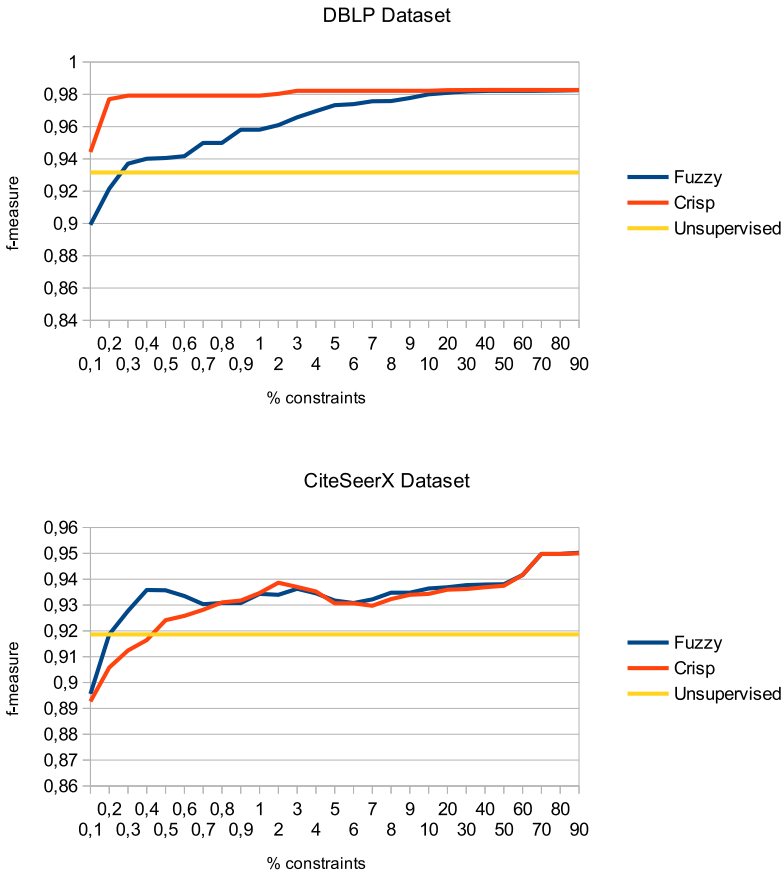 DBLP Dataset
1
0,98
0,96
0,94
0,92
0,9
0,88
0,86
0,84
f-measure
0,2 0,4 0,6 0,8 1 3 5 7 9 20 40 60 80
0,1 0,3 0,5 0,7 0,9 2 4 6 8 10 30 50 70 90
% constraints
Fuzzy
Crisp
Unsupervised
CiteSeerX Dataset
0,96
0,95
0,94
0,93
0,92
0,91
0,9
0,89
0,88
0,87
0,86
f-measure
0,2 0,4 0,6 0,8 1 3 5 7 9 20 40 60 80
0,1 0,3 0,5 0,7 0,9 2 4 6 8 10 30 50 70 90
% constraints
Fuzzy
Crisp
Unsupervised